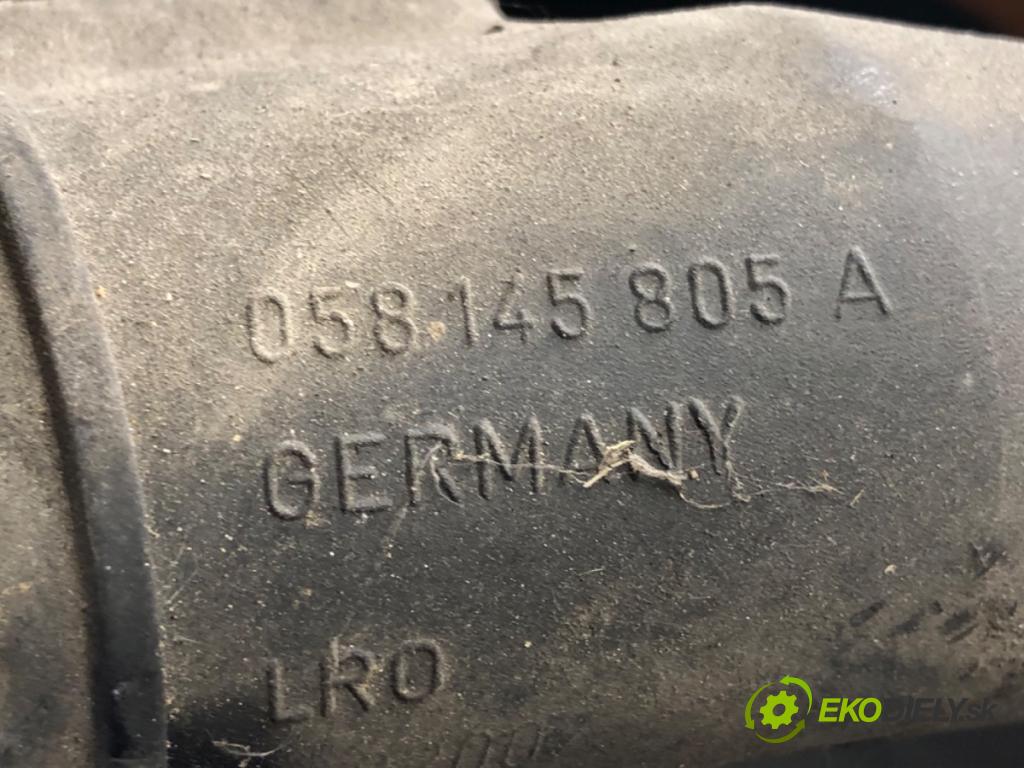 058 145 805 A
GERMANY
LRO
EKODIELY.sk